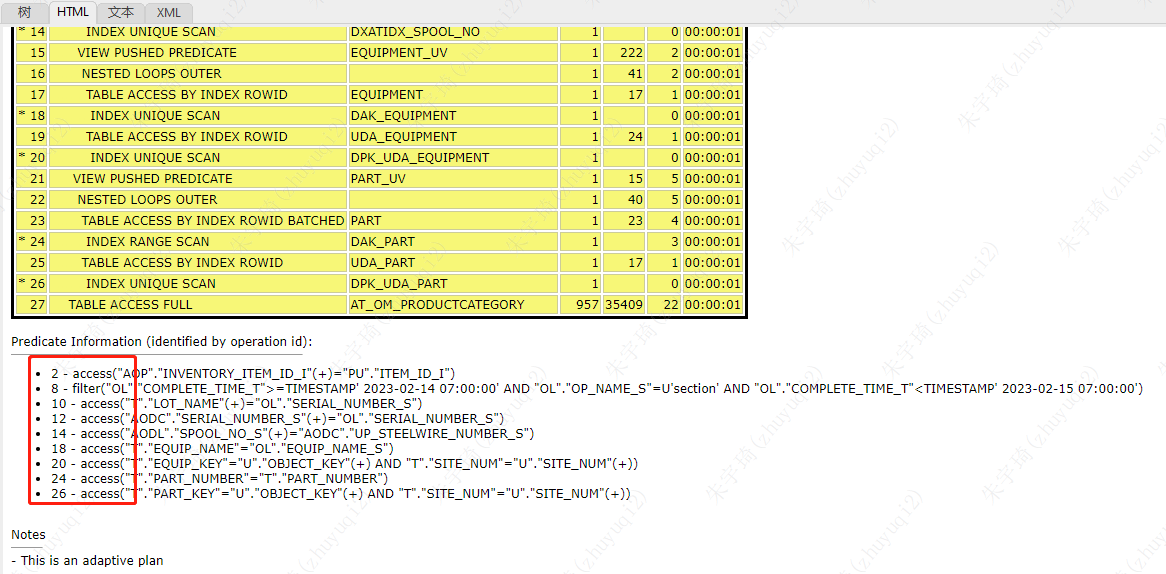 树 HTML 文本 XML
* 14 INDEX UNIQUE SCAN DXATIDX_SPOOL_NO 1 0 00:00:01
15 VIEW PUSHED PREDICATE EQUIPMENT_UV 1 222 2 00:00:01
16 NESTED LOOPS OUTER 1 41 2 00:00:01
17 TABLE ACCESS BY INDEX ROWID EQUIPMENT 1 17 1 00:00:01
* 18 INDEX UNIQUE SCAN DAK_EQUIPMENT 1 0 00:00:01
19 TABLE ACCESS BY INDEX ROWID UDA_EQUIPMENT 1 24 1 00:00:01
* 20 INDEX UNIQUE SCAN DPK_UDA_EQUIPMENT 1 0 00:00:01
21 VIEW PUSHED PREDICATE PART_UV 1 15 5 00:00:01
22 NESTED LOOPS OUTER 1 40 5 00:00:01
23 TABLE ACCESS BY INDEX ROWID BATCHED PART 1 23 4 00:00:01
* 24 INDEX RANGE SCAN DAK_PART 1 3 00:00:01
25 TABLE ACCESS BY INDEX ROWID UDA_PART 1 17 1 00:00:01
* 26 INDEX UNIQUE SCAN DPK_UDA_PART 1 0 00:00:01
27 TABLE ACCESS FULL AT_OM_PRODUCTCATEGORY 957 35409 22 00:00:01
Predicate Information (identified by operation id):
• 2 - access("AOP"."INVENTORY_ITEM_ID_I"(+)="PU"."ITEM_ID_I")
• 8 - filter("OL"."COMPLETE_TIME_T">=TIMESTAMP' 2023-02-14 07:00:00' AND "OL"."OP_NAME_S"=U'section' AND "OL"."COMPLETE_TIME_T"<TIMESTAMP' 2023-02-15 07:00:00')
• 10 - access("T"."LOT_NAME"(+)="OL"."SERIAL_NUMBER_S")
• 12 - access("AODC"."SERIAL_NUMBER_S"(+)="OL"."SERIAL_NUMBER_S")
• 14 - access("AODL"."SPOOL_NO_S"(+)="AODC"."UP_STEELWIRE_NUMBER_S")
• 18 - access("T"."EQUIP_NAME"="OL"."EQUIP_NAME_S")
• 20 - access("T"."EQUIP_KEY"="U"."OBJECT_KEY"(+) AND "T"."SITE_NUM"="U"."SITE_NUM"(+))
• 24 - access("T"."PART_NUMBER"="T"."PART_NUMBER")
• 26 - access("T"."PART_KEY"="U"."OBJECT_KEY"(+) AND "T"."SITE_NUM"="U"."SITE_NUM"(+))
Notes
- This is an adaptive plan
朱宇琦(zhuyuqi2)